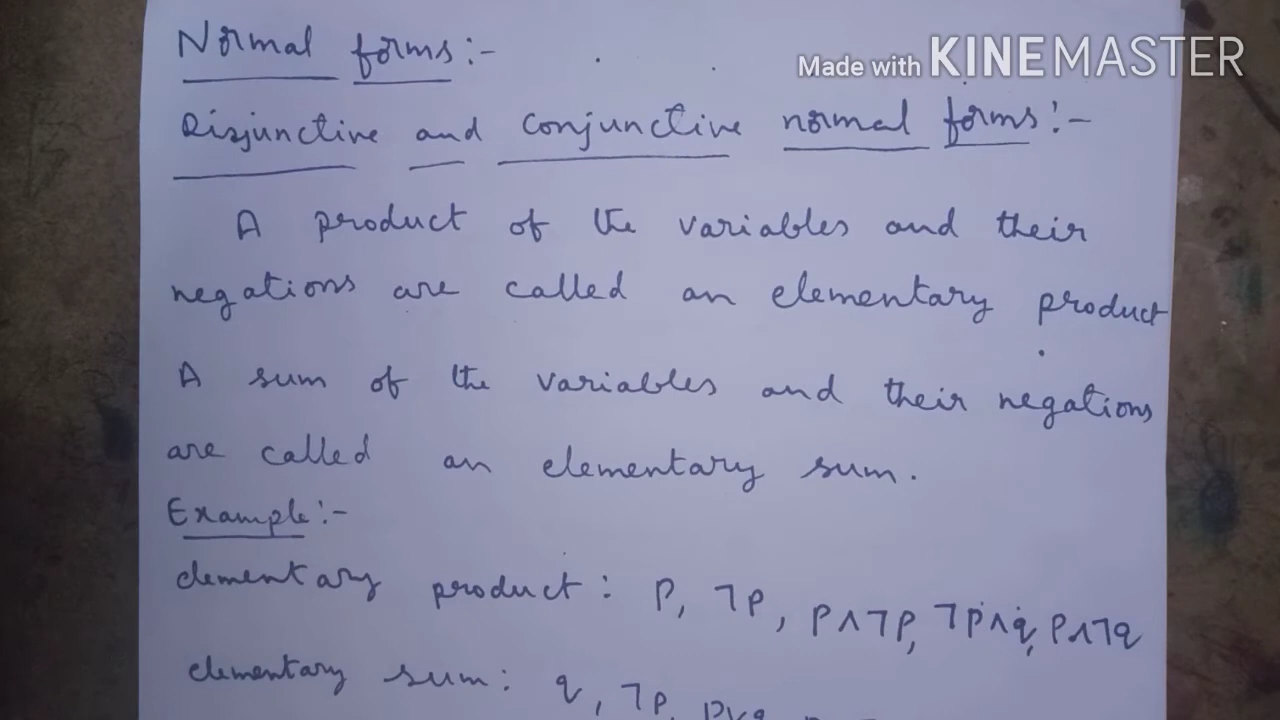 Made with KINEMASTER
Normal forms:-
Disjunctive and conjunctive normal forms:-
A product of the variables and their
negations are called an elementary product
.
A sum of the variables and their negations
are called an elementary sum.
Example:-
elementary product: P, ¬p, p∧¬p, ¬p∧q, p∧¬q
elementary sum: q, ¬p, p∨q